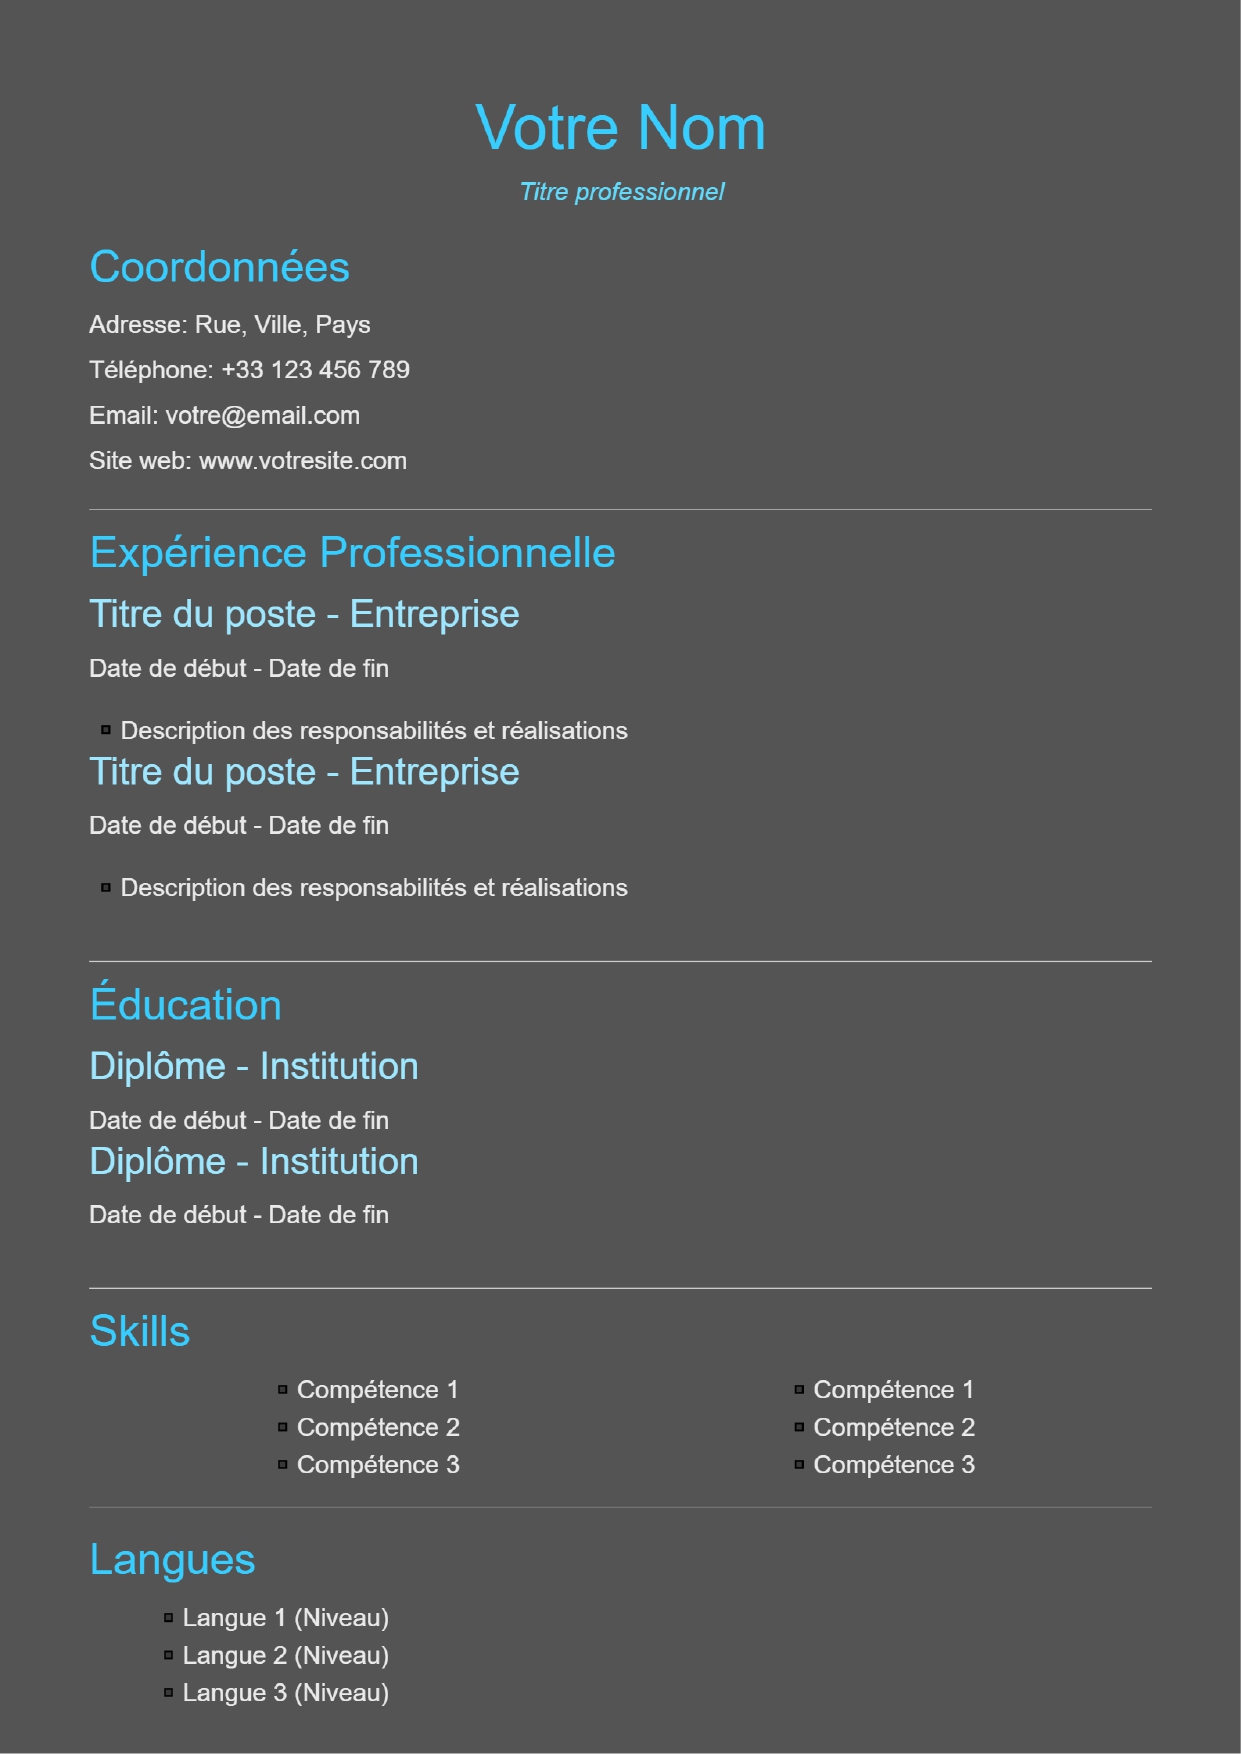 Votre Nom
Titre professionnel
Coordonnées
Adresse: Rue, Ville, Pays
Téléphone: +33 123 456 789
Email: votre@email.com
Site web: www.votresite.com
Expérience Professionnelle
Titre du poste - Entreprise
Date de début - Date de fin
Description des responsabilités et réalisations
Titre du poste - Entreprise
Date de début - Date de fin
Description des responsabilités et réalisations
Éducation
Diplôme - Institution
Date de début - Date de fin
Diplôme - Institution
Date de début - Date de fin
Skills
Compétence 1
Compétence 2
Compétence 3
Compétence 1
Compétence 2
Compétence 3
Langues
Langue 1 (Niveau)
Langue 2 (Niveau)
Langue 3 (Niveau)